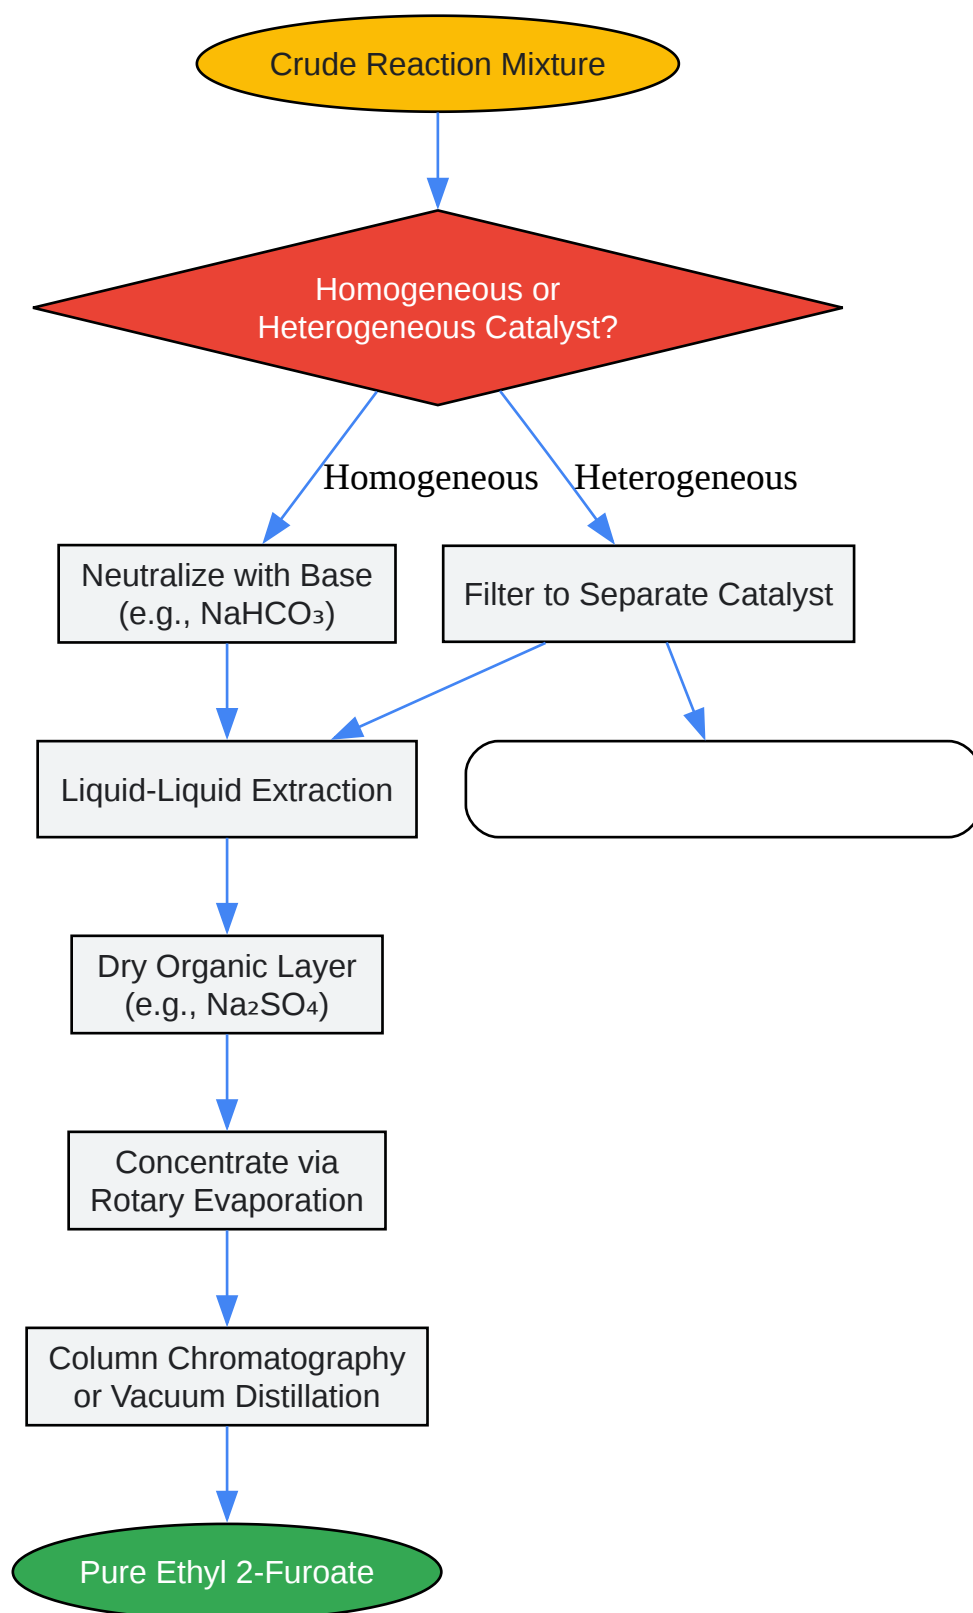 Crude Reaction Mixture
Homogeneous or
Heterogeneous Catalyst?
Homogeneous
Heterogeneous
Neutralize with Base
(e.g., NaHCO₃)
Filter to Separate Catalyst
Liquid-Liquid Extraction
Dry Organic Layer
(e.g., Na₂SO₄)
Concentrate via
Rotary Evaporation
Column Chromatography
or Vacuum Distillation
Pure Ethyl 2-Furoate